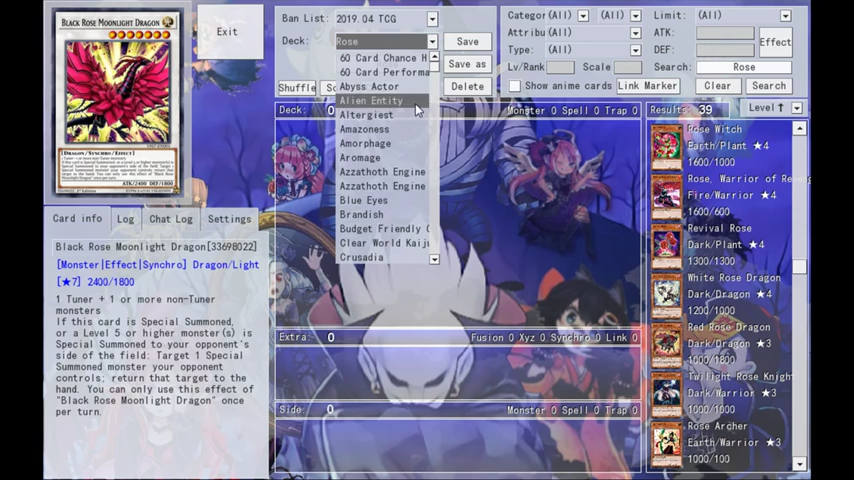 BLACK ROSE MOONLIGHT DRAGON
[DRAGON/SYNCHRO/EFFECT]
ATK/2400 DEF/1800
Exit
Card info
Log
Chat Log
Settings
Black Rose Moonlight Dragon[33698022]
[Monster|Effect|Synchro] Dragon/Light
[★7] 2400/1800
1 Tuner + 1 or more non-Tuner
monsters
If this card is Special Summoned,
or a Level 5 or higher monster(s) is
Special Summoned to your opponent's
side of the field: Target 1 Special
Summoned monster your opponent
controls; return that target to the
hand. You can only use this effect of
"Black Rose Moonlight Dragon" once
per turn.
Ban List: 2019.04 TCG
Deck: Rose
Save
Save as
Delete
Shuffle
60 Card Chance H
60 Card Performa
Abyss Actor
Alien Entity
Altergiest
Amazoness
Amorphage
Aromage
Azzathoth Engine
Azzathoth Engine
Blue Eyes
Brandish
Budget Friendly
Clear World Kaiju
Crusadia
Categor (All) (All)
Limit: (All)
Attribu (All)
ATK:
Type: (All)
DEF:
Effect
Lv/Rank
Scale
Search: Rose
Show anime cards
Link Marker
Clear
Search
Deck: 0
Monster 0 Spell 0 Trap 0
Extra: 0
Fusion 0 Xyz 0 Synchro 0 Link 0
Side: 0
Monster 0 Spell 0 Trap 0
Results: 39
Level↑
Rose Witch
Earth/Plant ★4
1600/1000
Rose, Warrior of Re
Fire/Warrior ★4
1600/600
Revival Rose
Dark/Plant ★4
1300/1300
White Rose Dragon
Dark/Dragon ★4
1200/1000
Red Rose Dragon
Dark/Dragon ★3
1000/1800
Twilight Rose Knight
Dark/Warrior ★3
1000/1000
Rose Archer
Earth/Warrior ★3
1000/100